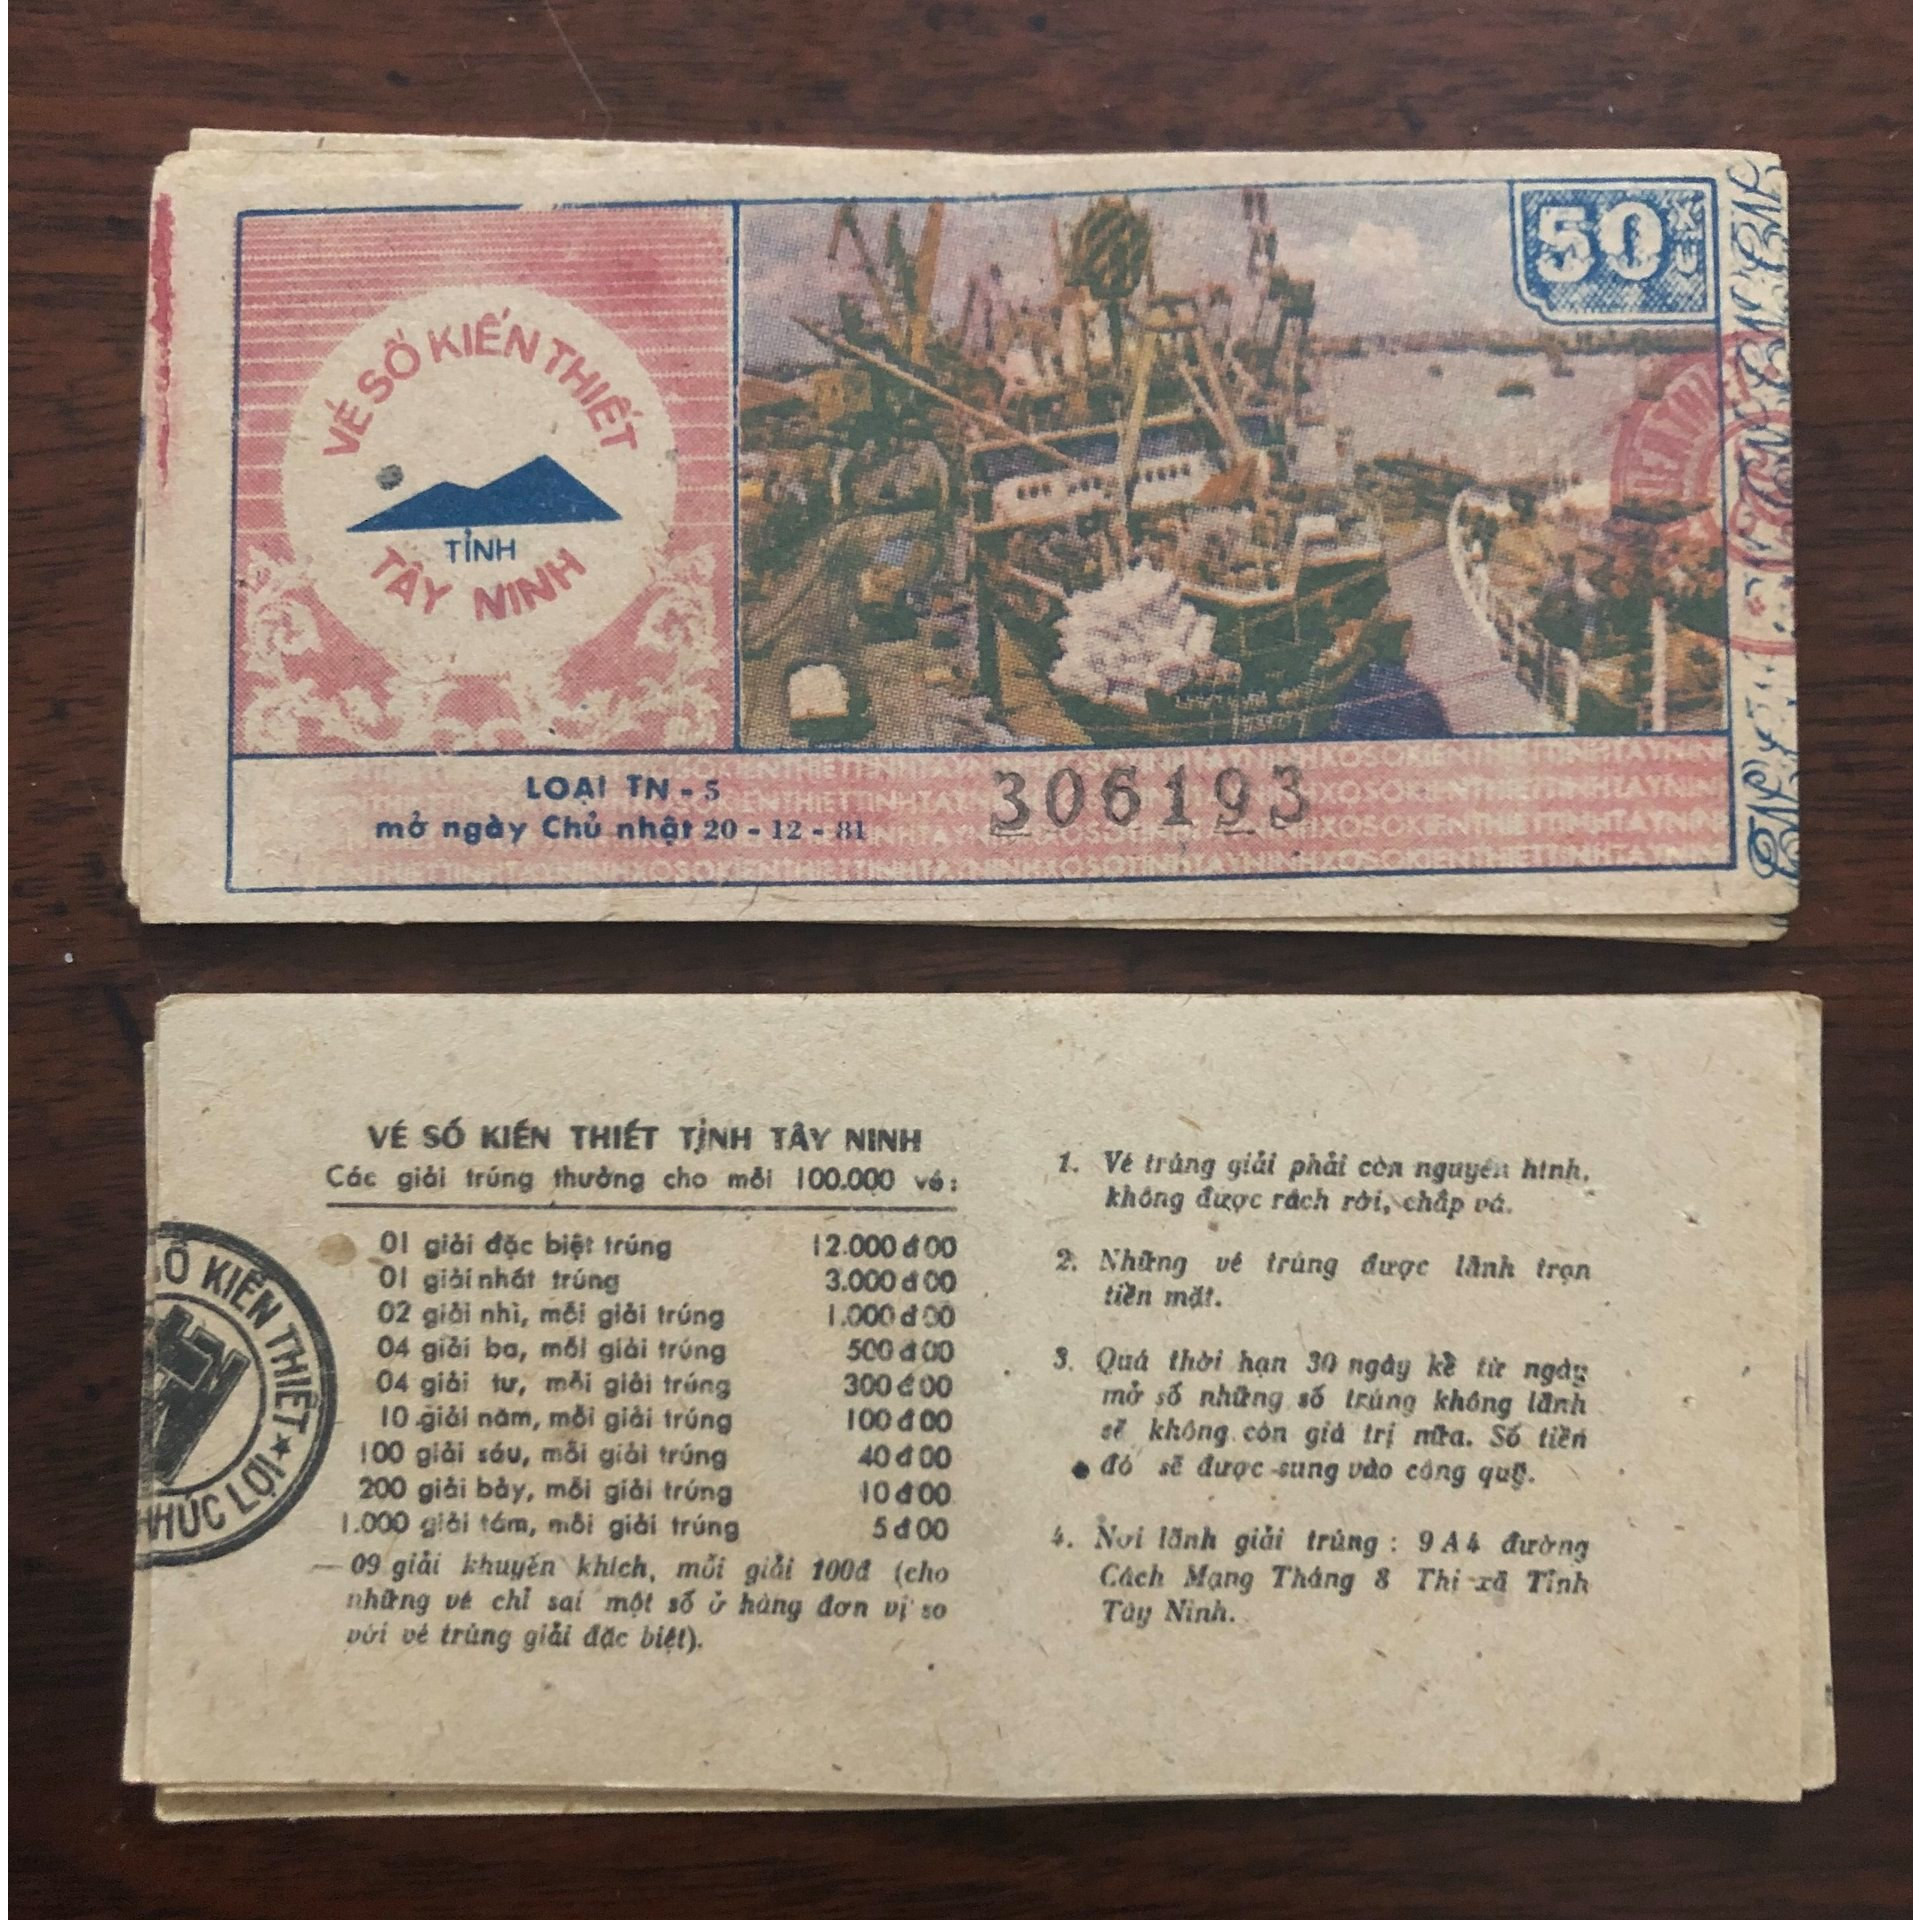 VÉ SỐ KIẾN THIẾT
TỈNH
TÂY NINH
50 XU
LOẠI TN - 5
mở ngày Chủ nhật 20 - 12 - 81
306193
VÉ SỐ KIẾN THIẾT TỈNH TÂY NINH
Các giải trúng thưởng cho mỗi 100.000 vé:
01 giải đặc biệt trúng 12.000đ00
01 giải nhất trúng 3.000đ00
02 giải nhì, mỗi giải trúng 1.000đ00
04 giải ba, mỗi giải trúng 500đ00
04 giải tư, mỗi giải trúng 300đ00
10 giải năm, mỗi giải trúng 100đ00
100 giải sáu, mỗi giải trúng 40đ00
200 giải bảy, mỗi giải trúng 10đ00
1.000 giải tám, mỗi giải trúng 5đ00
— 09 giải khuyến khích, mỗi giải 100đ (cho
những vé chỉ sai một số ở hàng đơn vị so
với vé trúng giải đặc biệt).
Ố KIẾN THIẾT ★
HÚC LỢI
1. Vé trúng giải phải còn nguyên hình,
không được rách rời, chắp vá.
2. Những vé trúng được lãnh trọn
tiền mặt.
3. Quá thời hạn 30 ngày kể từ ngày
mở số những số trúng không lãnh
sẽ không còn giá trị nữa. Số tiền
đó sẽ được sung vào công quỹ.
4. Nơi lãnh giải trúng : 9A4 đường
Cách Mạng Tháng 8 Thị xã Tỉnh
Tây Ninh.